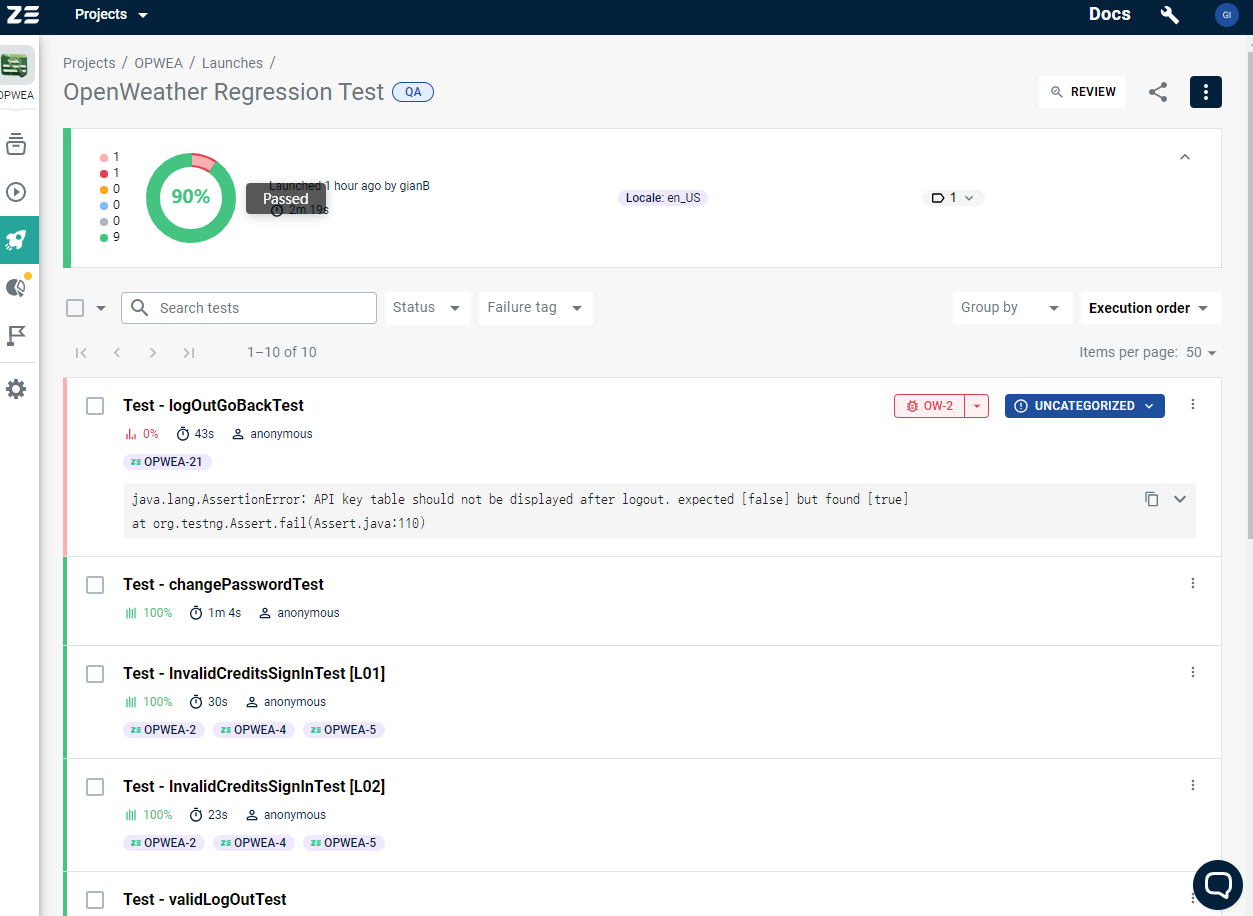 Projects
Docs
GI
OPWEA
Projects / OPWEA / Launches /
OpenWeather Regression Test QA
REVIEW
1
1
0
0
0
9
90%
Passed
Launched 1 hour ago by gianB
2m 19s
Locale: en_US
1
Search tests
Status
Failure tag
Group by
Execution order
1–10 of 10
Items per page: 50
Test - logOutGoBackTest
OW-2
UNCATEGORIZED
0% 43s anonymous
OPWEA-21
java.lang.AssertionError: API key table should not be displayed after logout. expected [false] but found [true]
at org.testng.Assert.fail(Assert.java:110)
Test - changePasswordTest
100% 1m 4s anonymous
Test - InvalidCreditsSignInTest [L01]
100% 30s anonymous
OPWEA-2 OPWEA-4 OPWEA-5
Test - InvalidCreditsSignInTest [L02]
100% 23s anonymous
OPWEA-2 OPWEA-4 OPWEA-5
Test - validLogOutTest